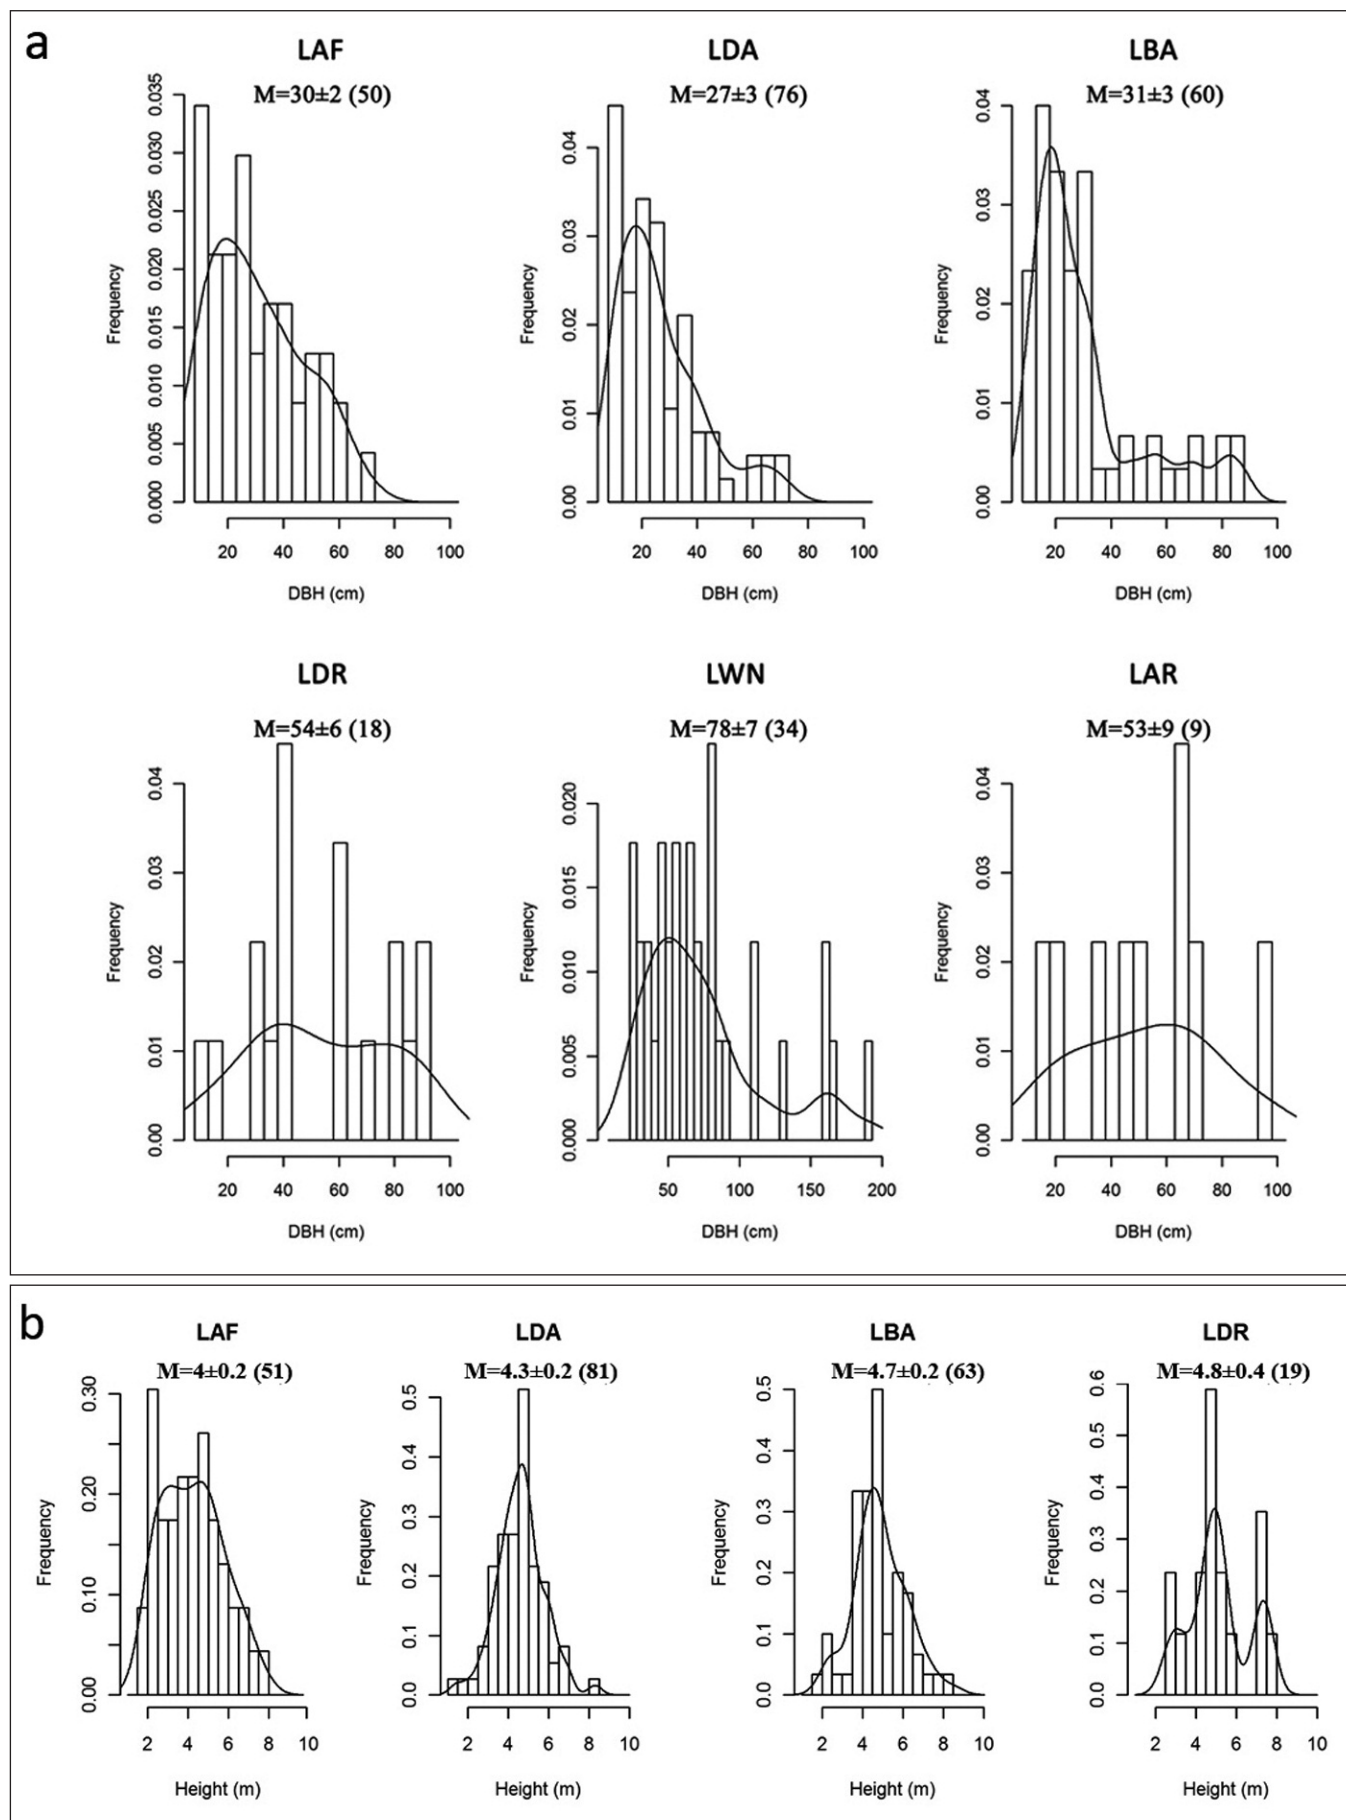 a
LAF LDA LBA
M=30±2 (50) M=27±3 (76) M=31±3 (60)
Frequency
0.000 0.005 0.010 0.015 0.020 0.025 0.030 0.035
20 40 60 80 100
DBH (cm)
Frequency
0.00 0.01 0.02 0.03 0.04
20 40 60 80 100
DBH (cm)
Frequency
0.00 0.01 0.02 0.03 0.04
20 40 60 80 100
DBH (cm)
LDR LWN LAR
M=54±6 (18) M=78±7 (34) M=53±9 (9)
Frequency
0.00 0.01 0.02 0.03 0.04
20 40 60 80 100
DBH (cm)
Frequency
0.000 0.005 0.010 0.015 0.020
50 100 150 200
DBH (cm)
Frequency
0.00 0.01 0.02 0.03 0.04
20 40 60 80 100
DBH (cm)
b
LAF LDA LBA LDR
M=4±0.2 (51) M=4.3±0.2 (81) M=4.7±0.2 (63) M=4.8±0.4 (19)
Frequency
0.00 0.10 0.20 0.30
2 4 6 8 10
Height (m)
Frequency
0.0 0.1 0.2 0.3 0.4 0.5
2 4 6 8 10
Height (m)
Frequency
0.0 0.1 0.2 0.3 0.4 0.5
2 4 6 8 10
Height (m)
Frequency
0.0 0.1 0.2 0.3 0.4 0.5 0.6
2 4 6 8 10
Height (m)